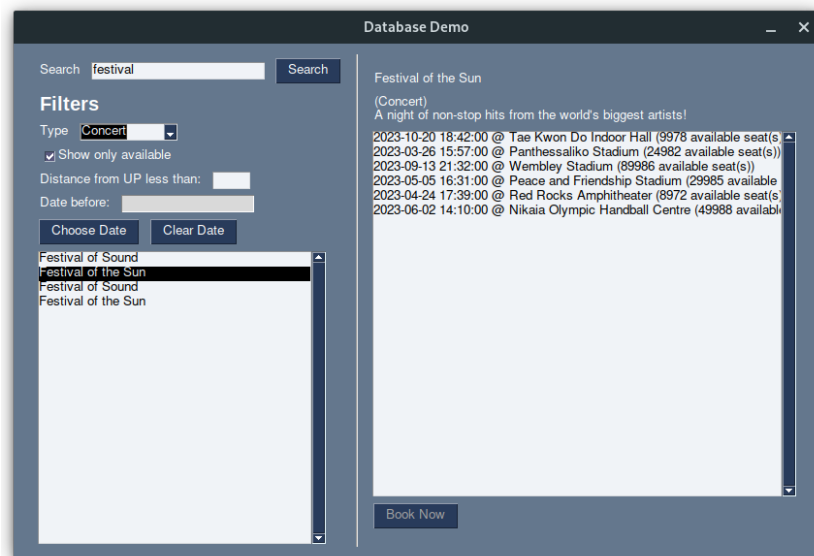 Database Demo
Search festival Search
Filters
Type Concert
Show only available
Distance from UP less than:
Date before:
Choose Date Clear Date
Festival of Sound
Festival of the Sun
Festival of Sound
Festival of the Sun
Festival of the Sun
(Concert)
A night of non-stop hits from the world's biggest artists!
2023-10-20 18:42:00 @ Tae Kwon Do Indoor Hall (9978 available seat(s
2023-03-26 15:57:00 @ Panthessaliko Stadium (24982 available seat(s))
2023-09-13 21:32:00 @ Wembley Stadium (89986 available seat(s))
2023-05-05 16:31:00 @ Peace and Friendship Stadium (29985 available
2023-04-24 17:39:00 @ Red Rocks Amphitheater (8972 available seat(s
2023-06-02 14:10:00 @ Nikaia Olympic Handball Centre (49988 availabl
Book Now